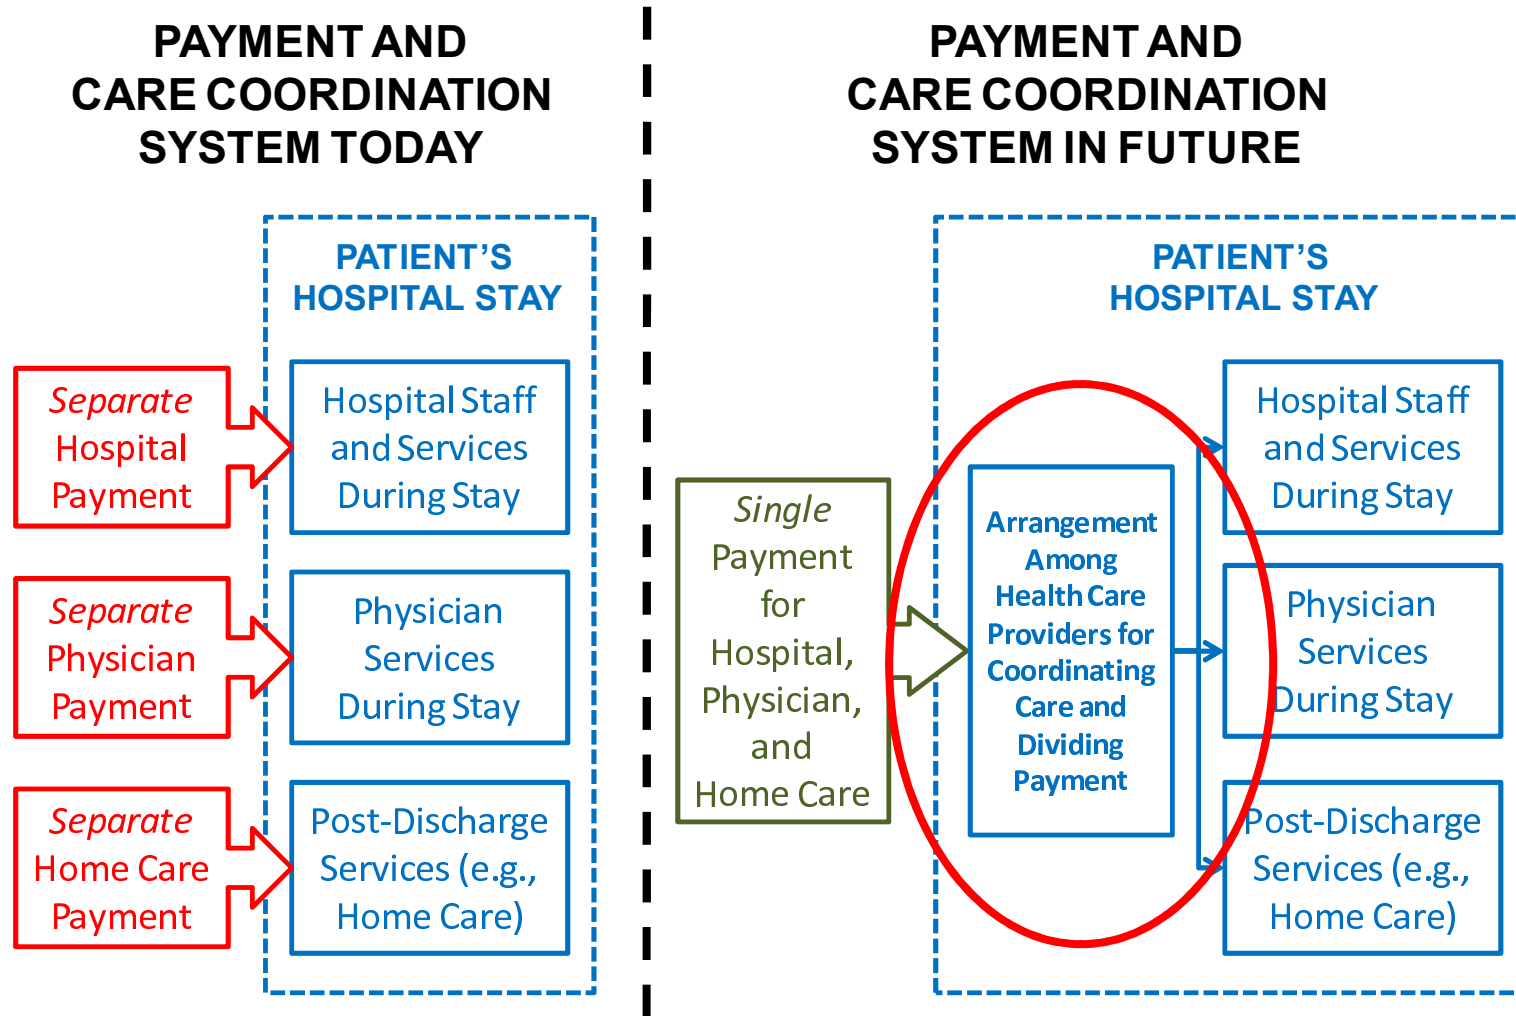 PAYMENT AND
CARE COORDINATION
SYSTEM TODAY
PATIENT'S
HOSPITAL STAY
Separate
Hospital
Payment
Hospital Staff
and Services
During Stay
Separate
Physician
Payment
Physician
Services
During Stay
Separate
Home Care
Payment
Post-Discharge
Services (e.g.,
Home Care)
PAYMENT AND
CARE COORDINATION
SYSTEM IN FUTURE
PATIENT'S
HOSPITAL STAY
Single
Payment
for
Hospital,
Physician,
and
Home Care
Arrangement
Among
Health Care
Providers for
Coordinating
Care and
Dividing
Payment
Hospital Staff
and Services
During Stay
Physician
Services
During Stay
Post-Discharge
Services (e.g.,
Home Care)